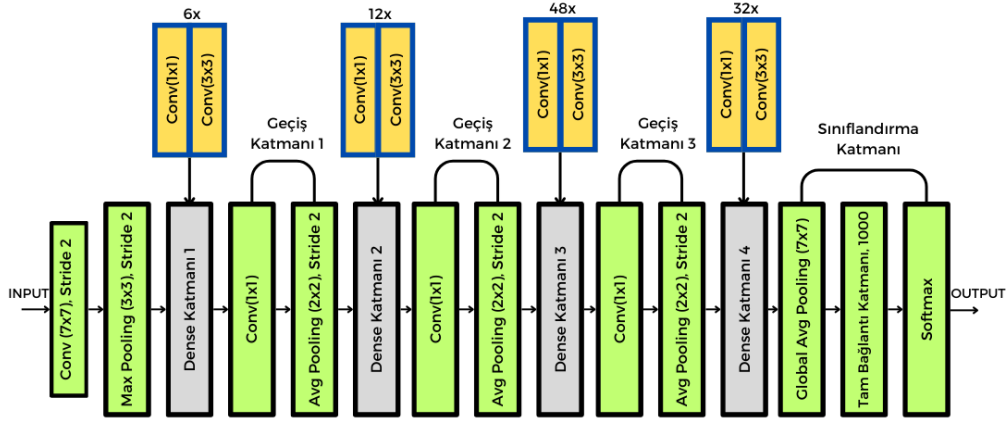 6x
12x
48x
32x
Conv(1x1)
Conv(3x3)
Conv(1x1)
Conv(3x3)
Conv(1x1)
Conv(3x3)
Conv(1x1)
Conv(3x3)
Geçiş
Katmanı 1
Geçiş
Katmanı 2
Geçiş
Katmanı 3
Sınıflandırma
Katmanı
INPUT
Conv (7x7), Stride 2
Max Pooling (3x3), Stride 2
Dense Katmanı 1
Conv(1x1)
Avg Pooling (2x2), Stride 2
Dense Katmanı 2
Conv(1x1)
Avg Pooling (2x2), Stride 2
Dense Katmanı 3
Conv(1x1)
Avg Pooling (2x2), Stride 2
Dense Katmanı 4
Global Avg Pooling (7x7)
Tam Bağlantı Katmanı, 1000
Softmax
OUTPUT